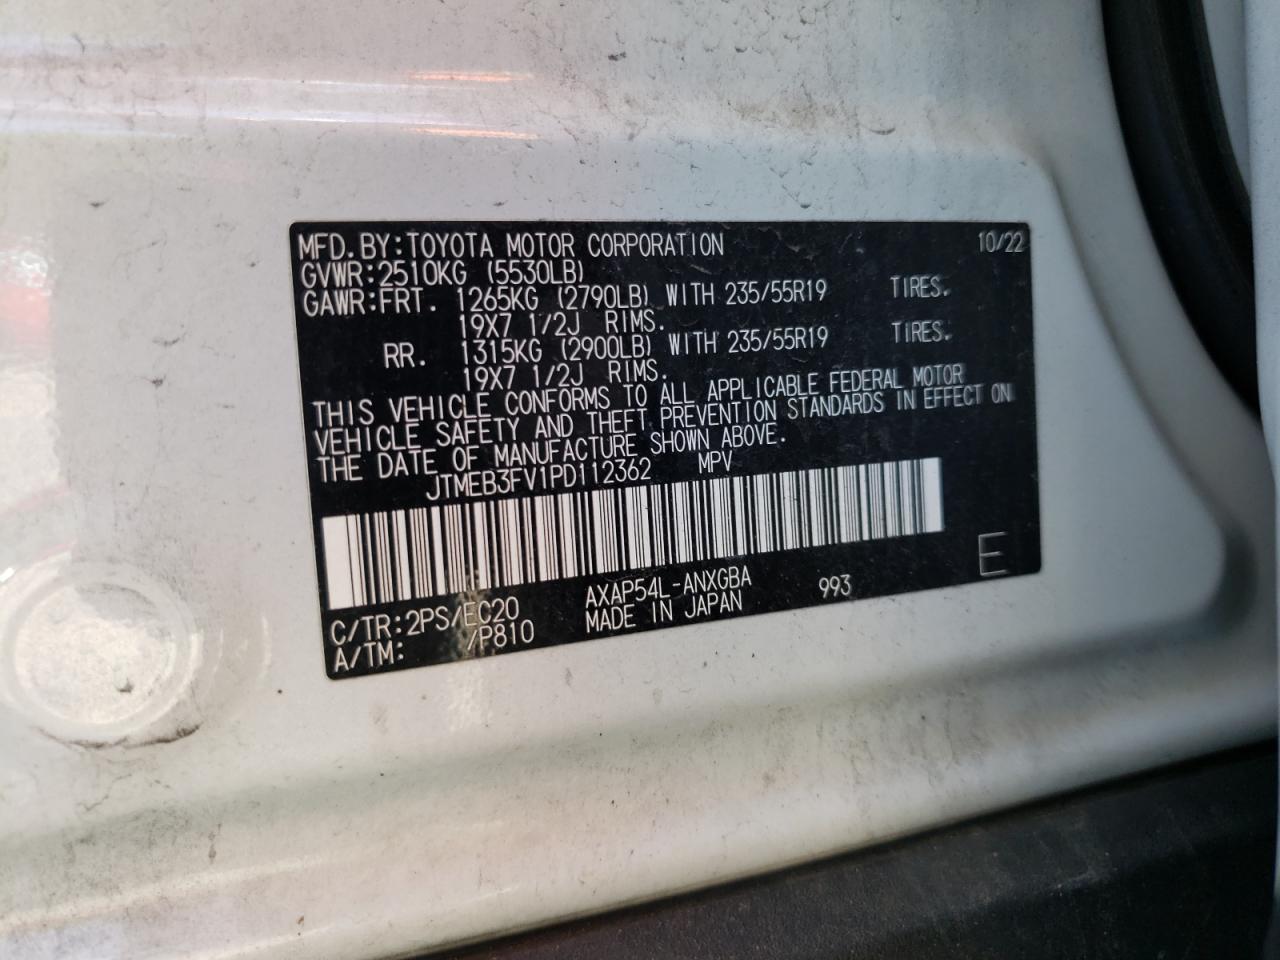 MFD.BY:TOYOTA MOTOR CORPORATION 10/22
GVWR:2510KG (5530LB)
GAWR:FRT. 1265KG (2790LB) WITH 235/55R19 TIRES.
19X7 1/2J RIMS.
RR. 1315KG (2900LB) WITH 235/55R19 TIRES.
19X7 1/2J RIMS.
THIS VEHICLE CONFORMS TO ALL APPLICABLE FEDERAL MOTOR
VEHICLE SAFETY AND THEFT PREVENTION STANDARDS IN EFFECT ON
THE DATE OF MANUFACTURE SHOWN ABOVE.
JTMEB3FV1PD112362 MPV
E
C/TR:2PS/EC20 AXAP54L-ANXGBA 993
A/TM: /P810 MADE IN JAPAN